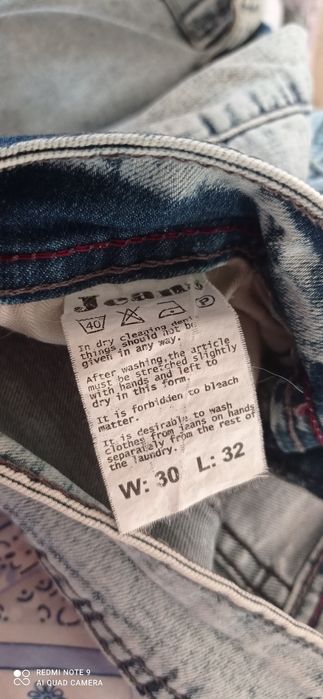 Jeans
40 P
In dry cleaning
things should not be
given in any way.
After washing, the article
must be stretched slightly
with hands and left to
dry in this form.
It is forbidden to bleach
matter.
It is desirable to wash
clothes from jeans on hands
separately from the rest of
the laundry.
W: 30 L: 32
REDMI NOTE 9
AI QUAD CAMERA